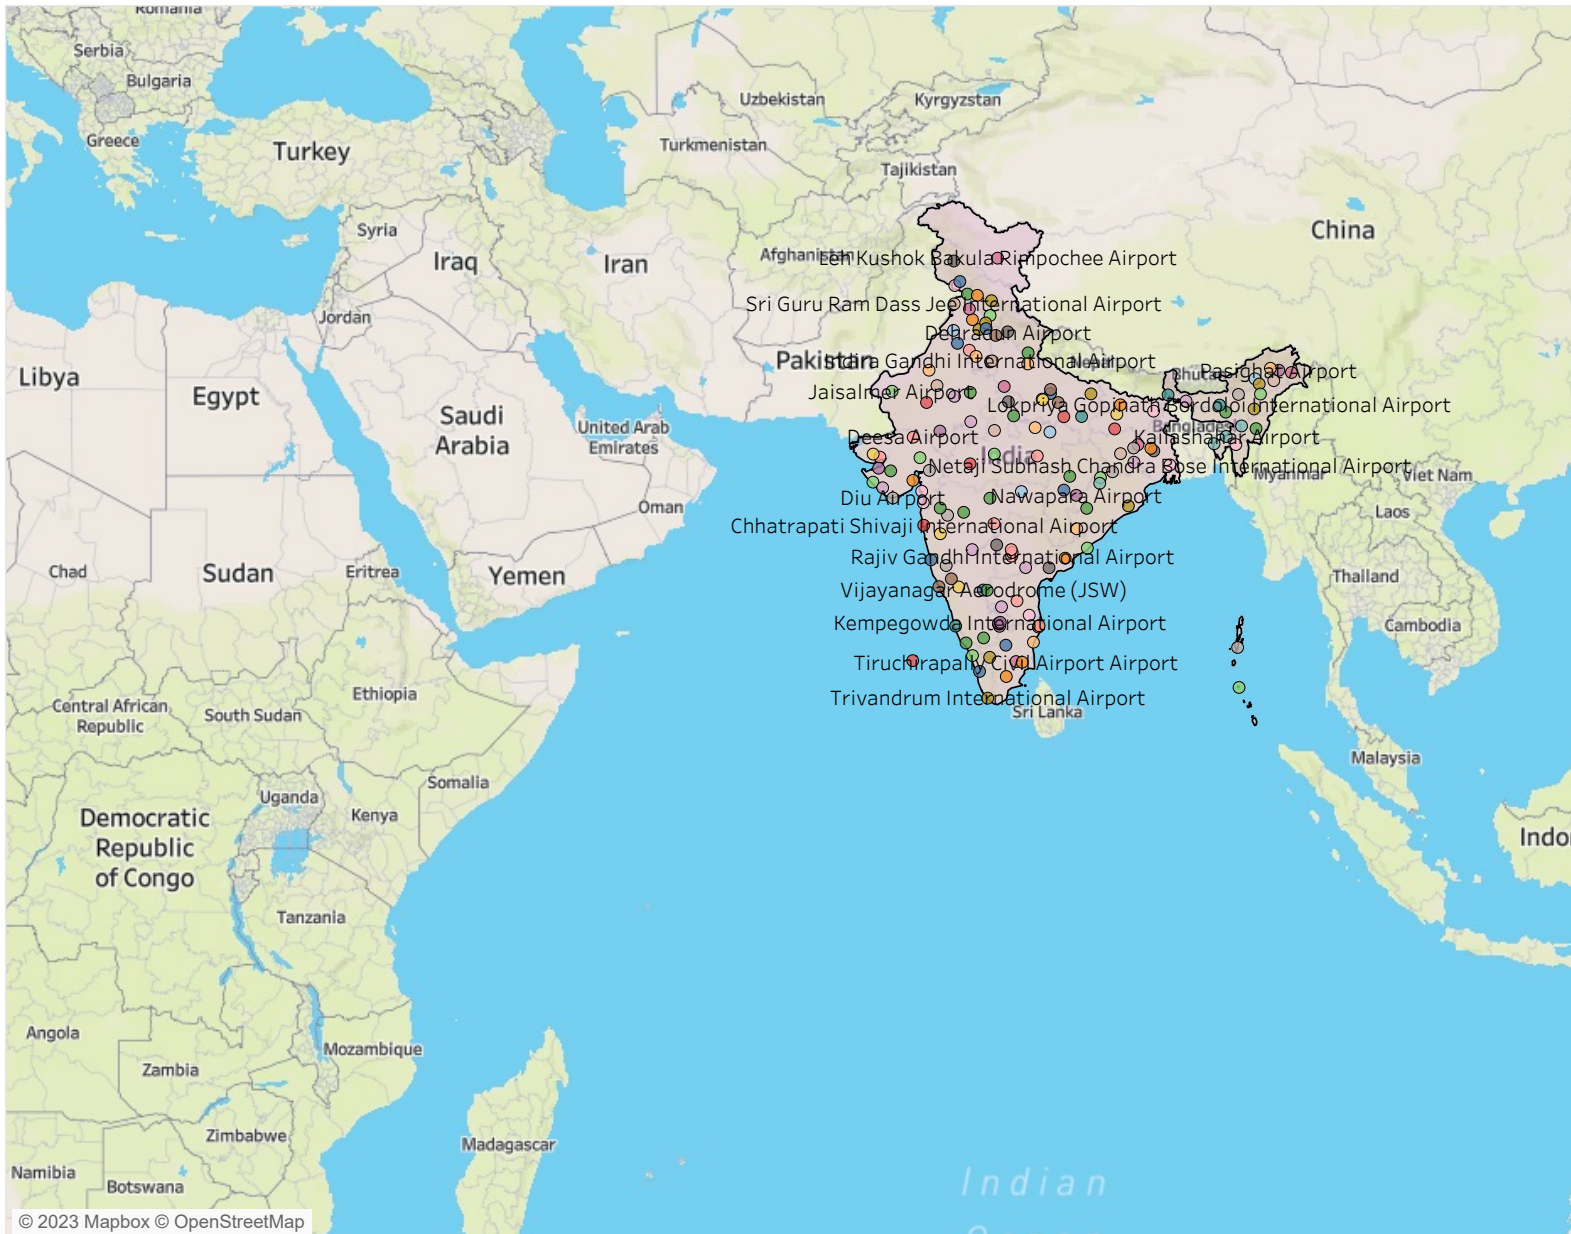 Romania
Serbia
Bulgaria
Greece
Turkey
Uzbekistan
Kyrgyzstan
Turkmenistan
Tajikistan
Syria
Iraq
Iran
Afghanistan
China
Leh Kushok Bakula Rimpochee Airport
Jordan
Sri Guru Ram Dass Jee International Airport
Dehradun Airport
Pakistan
Indira Gandhi International Airport
Nepal
Bhutan
Pasighat Airport
Libya
Egypt
Jaisalmer Airport
Lokpriya Gopinath Bordoloi International Airport
Saudi
Arabia
United Arab
Emirates
Deesa Airport
Bangladesh
Kailashahar Airport
India
Netaji Subhash Chandra Bose International Airport
Myanmar
Viet Nam
Oman
Diu Airport
Nawapara Airport
Laos
Chhatrapati Shivaji International Airport
Rajiv Gandhi International Airport
Chad
Sudan
Eritrea
Yemen
Thailand
Vijayanagar Aerodrome (JSW)
Kempegowda International Airport
Cambodia
Tiruchirapally Civil Airport Airport
Ethiopia
Trivandrum International Airport
Central African
Republic
South Sudan
Sri Lanka
Malaysia
Somalia
Uganda
Kenya
Democratic
Republic
of Congo
Indo
Tanzania
Angola
Mozambique
Zambia
Zimbabwe
Madagascar
Namibia
Botswana
Indian
© 2023 Mapbox © OpenStreetMap